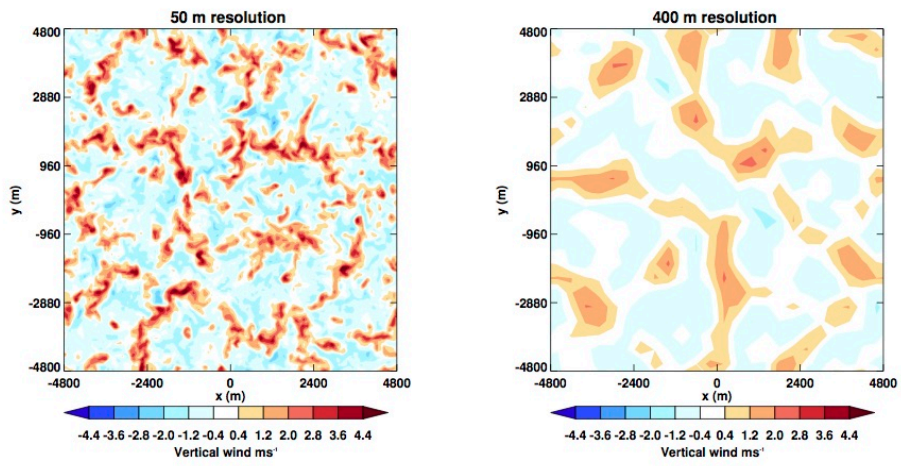 50 m resolution
4800
2880
960
-960
-2880
-4800
y (m)
-4800 -2400 0 2400 4800
x (m)
-4.4 -3.6 -2.8 -2.0 -1.2 -0.4 0.4 1.2 2.0 2.8 3.6 4.4
Vertical wind ms⁻¹
400 m resolution
4800
2880
960
-960
-2880
-4800
y (m)
-4800 -2400 0 2400 4800
x (m)
-4.4 -3.6 -2.8 -2.0 -1.2 -0.4 0.4 1.2 2.0 2.8 3.6 4.4
Vertical wind ms⁻¹